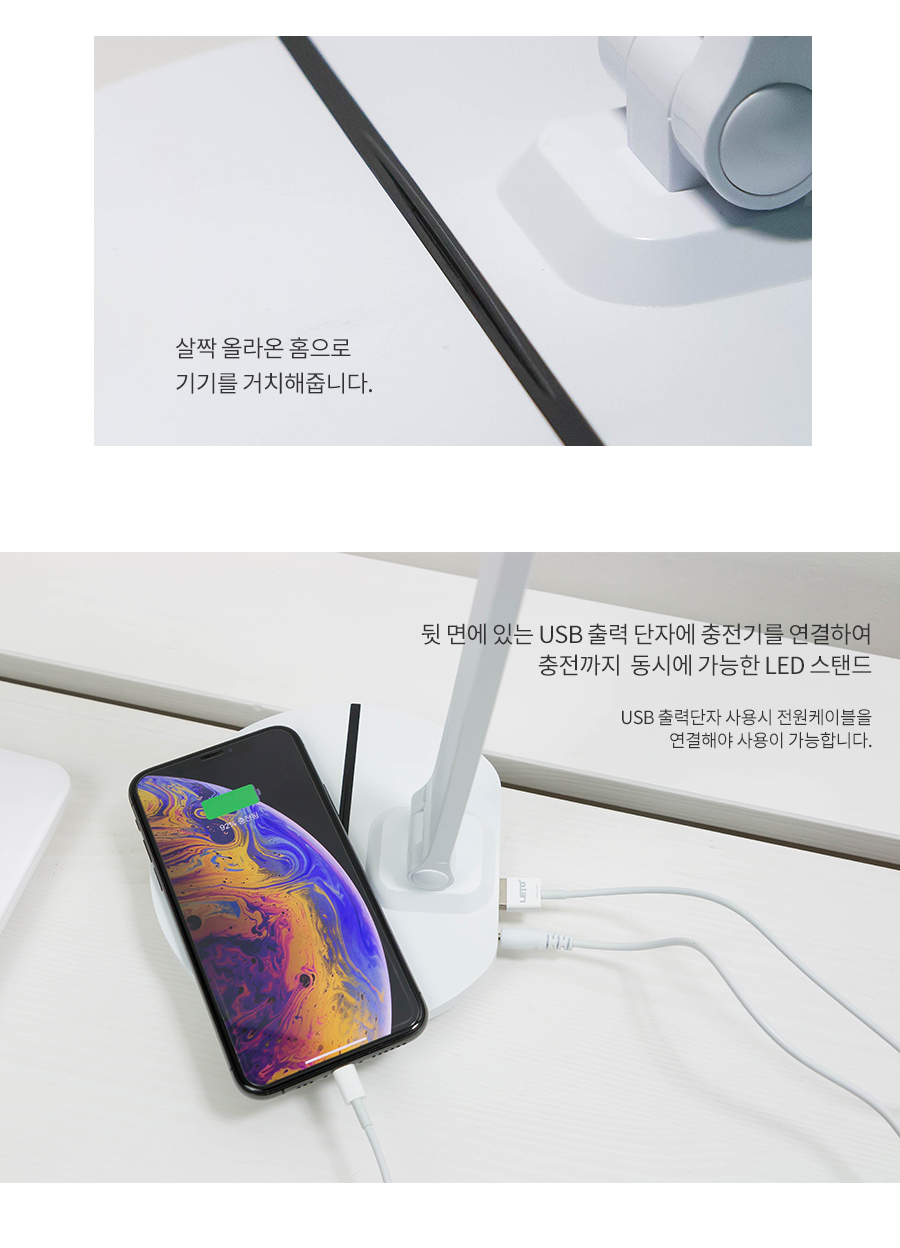 살짝 올라온 홈으로
기기를 거치해줍니다.
뒷 면에 있는 USB 출력 단자에 충전기를 연결하여
충전까지 동시에 가능한 LED 스탠드
USB 출력단자 사용시 전원케이블을
연결해야 사용이 가능합니다.
92% 충전됨
LETO